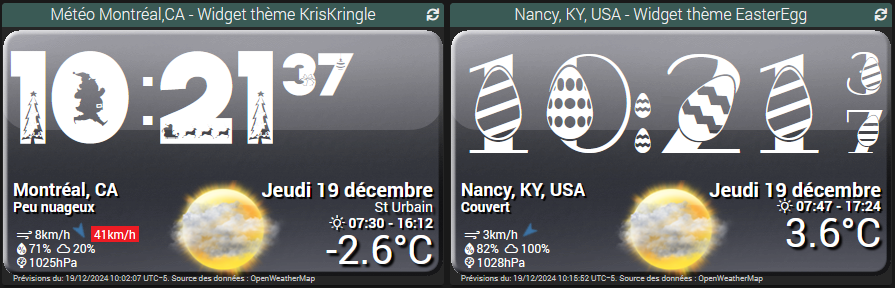 Météo Montréal,CA - Widget thème KrisKringle
10:21 37
Montréal, CA
Peu nuageux
Jeudi 19 décembre
St Urbain
07:30 - 16:12
8km/h 41km/h
71% 20%
1025hPa
-2.6°C
Prévisions du: 19/12/2024 10:02:07 UTC-5. Source des données : OpenWeatherMap
Nancy, KY, USA - Widget thème EasterEgg
10:21 37
Nancy, KY, USA
Couvert
Jeudi 19 décembre
07:47 - 17:24
3km/h
82% 100%
1028hPa
3.6°C
Prévisions du: 19/12/2024 10:15:52 UTC-5. Source des données : OpenWeatherMap